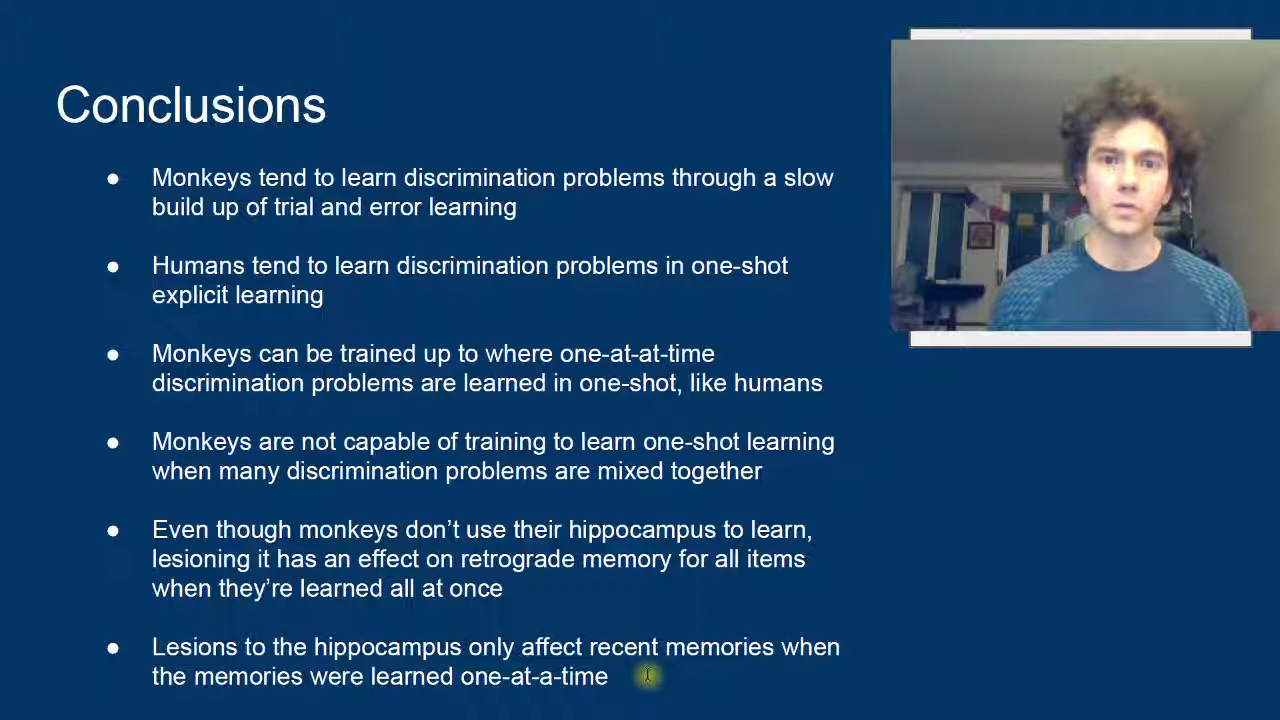 Conclusions
● Monkeys tend to learn discrimination problems through a slow
build up of trial and error learning
● Humans tend to learn discrimination problems in one-shot
explicit learning
● Monkeys can be trained up to where one-at-at-time
discrimination problems are learned in one-shot, like humans
● Monkeys are not capable of training to learn one-shot learning
when many discrimination problems are mixed together
● Even though monkeys don’t use their hippocampus to learn,
lesioning it has an effect on retrograde memory for all items
when they’re learned all at once
● Lesions to the hippocampus only affect recent memories when
the memories were learned one-at-a-time